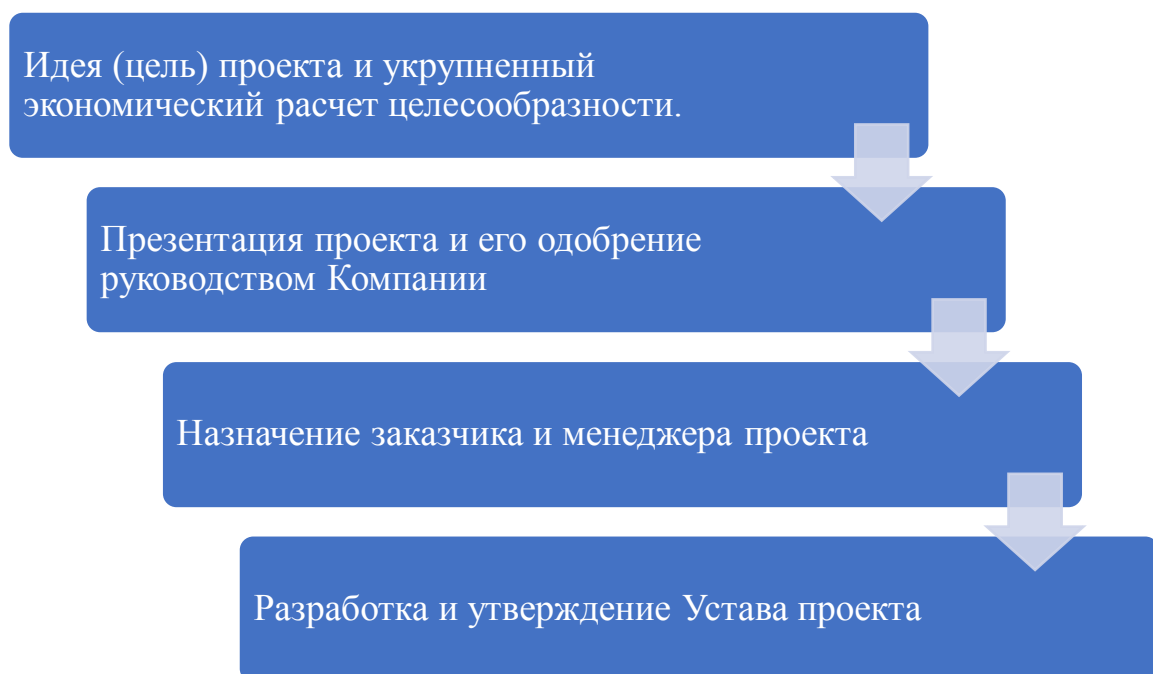 Идея (цель) проекта и укрупненный
экономический расчет целесообразности.
Презентация проекта и его одобрение
руководством Компании
Назначение заказчика и менеджера проекта
Разработка и утверждение Устава проекта